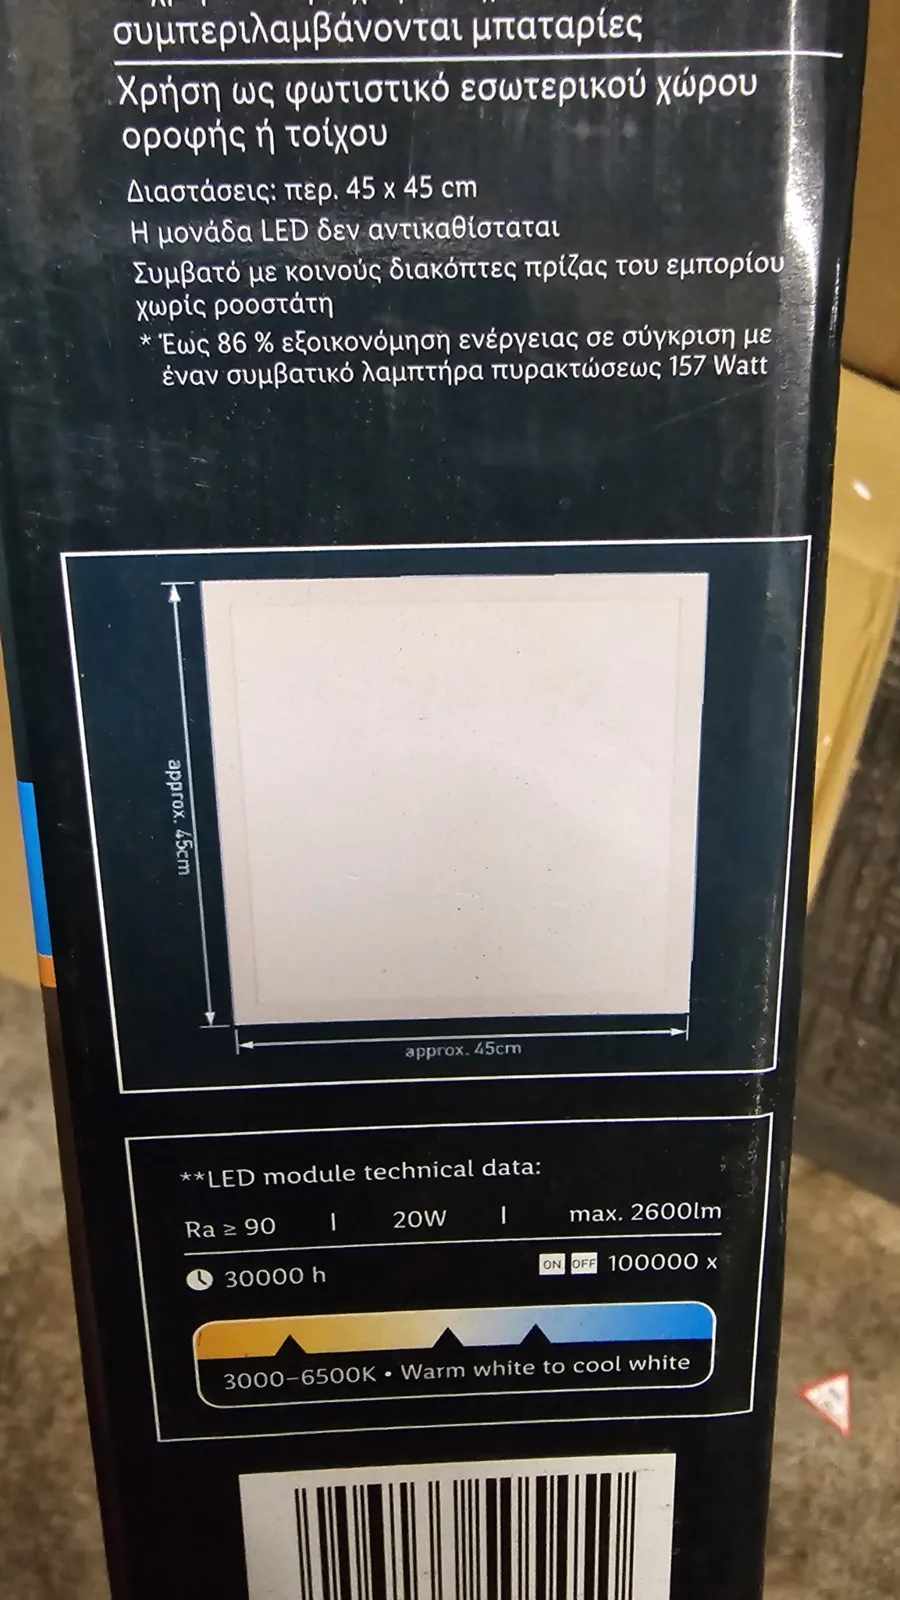 συμπεριλαμβάνονται μπαταρίες
Χρήση ως φωτιστικό εσωτερικού χώρου
οροφής ή τοίχου
Διαστάσεις: περ. 45 x 45 cm
Η μονάδα LED δεν αντικαθίσταται
Συμβατό με κοινούς διακόπτες πρίζας του εμπορίου
χωρίς ροοστάτη
* Έως 86 % εξοικονόμηση ενέργειας σε σύγκριση με
έναν συμβατικό λαμπτήρα πυρακτώσεως 157 Watt
approx. 45cm
approx. 45cm
**LED module technical data:
Ra ≥ 90 | 20W | max. 2600lm
30000 h ON OFF 100000 x
3000–6500K • Warm white to cool white